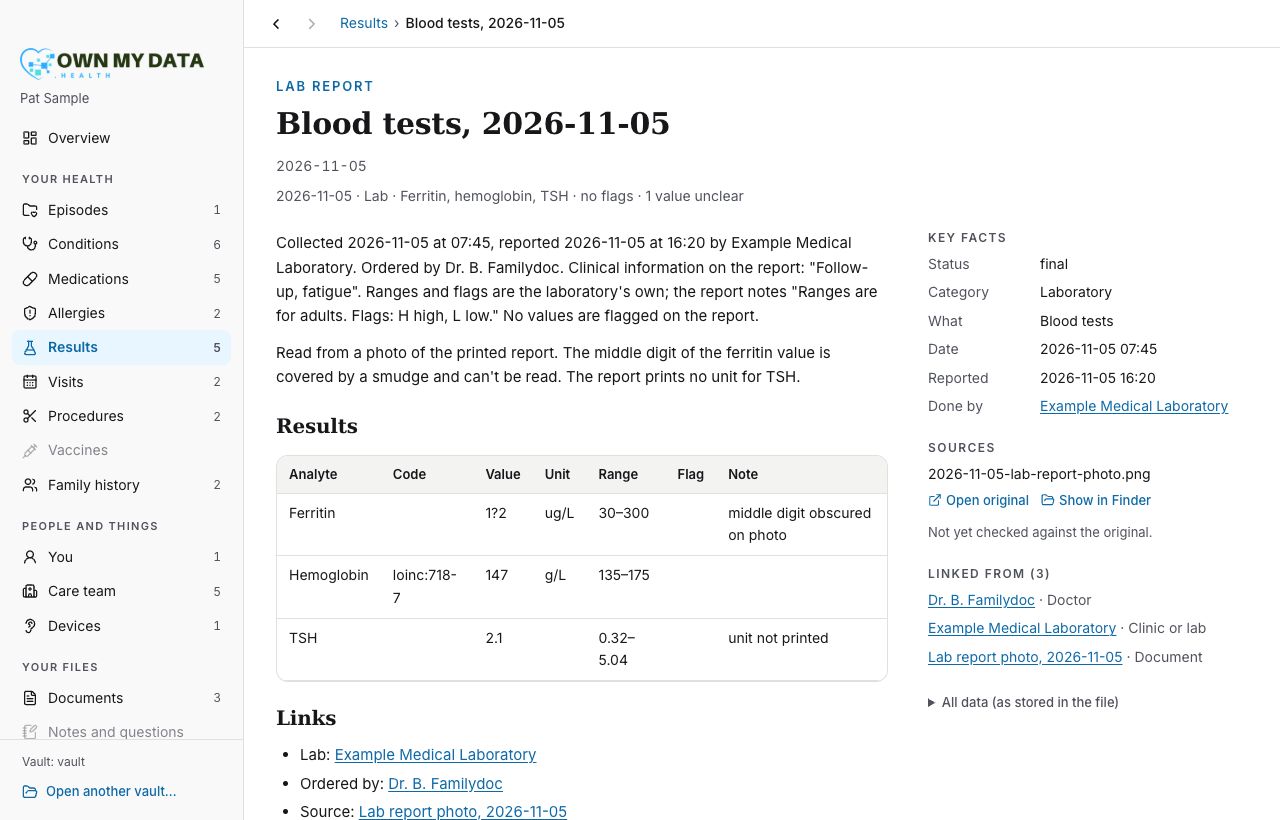 OWN MY DATA
.HEALTH
Pat Sample
Overview
YOUR HEALTH
Episodes 1
Conditions 6
Medications 5
Allergies 2
Results 5
Visits 2
Procedures 2
Vaccines
Family history 2
PEOPLE AND THINGS
You 1
Care team 5
Devices 1
YOUR FILES
Documents 3
Notes and questions
Vault: vault
Open another vault...
Results › Blood tests, 2026-11-05
LAB REPORT
Blood tests, 2026-11-05
2026-11-05
2026-11-05 · Lab · Ferritin, hemoglobin, TSH · no flags · 1 value unclear
Collected 2026-11-05 at 07:45, reported 2026-11-05 at 16:20 by Example Medical
Laboratory. Ordered by Dr. B. Familydoc. Clinical information on the report: "Follow-
up, fatigue". Ranges and flags are the laboratory's own; the report notes "Ranges are
for adults. Flags: H high, L low." No values are flagged on the report.
Read from a photo of the printed report. The middle digit of the ferritin value is
covered by a smudge and can't be read. The report prints no unit for TSH.
Results
Analyte Code Value Unit Range Flag Note
Ferritin 1?2 ug/L 30–300 middle digit obscured
on photo
Hemoglobin loinc:718- 147 g/L 135–175
7
TSH 2.1 0.32– unit not printed
5.04
Links
Lab: Example Medical Laboratory
Ordered by: Dr. B. Familydoc
Source: Lab report photo, 2026-11-05
KEY FACTS
Status final
Category Laboratory
What Blood tests
Date 2026-11-05 07:45
Reported 2026-11-05 16:20
Done by Example Medical Laboratory
SOURCES
2026-11-05-lab-report-photo.png
Open original Show in Finder
Not yet checked against the original.
LINKED FROM (3)
Dr. B. Familydoc · Doctor
Example Medical Laboratory · Clinic or lab
Lab report photo, 2026-11-05 · Document
All data (as stored in the file)